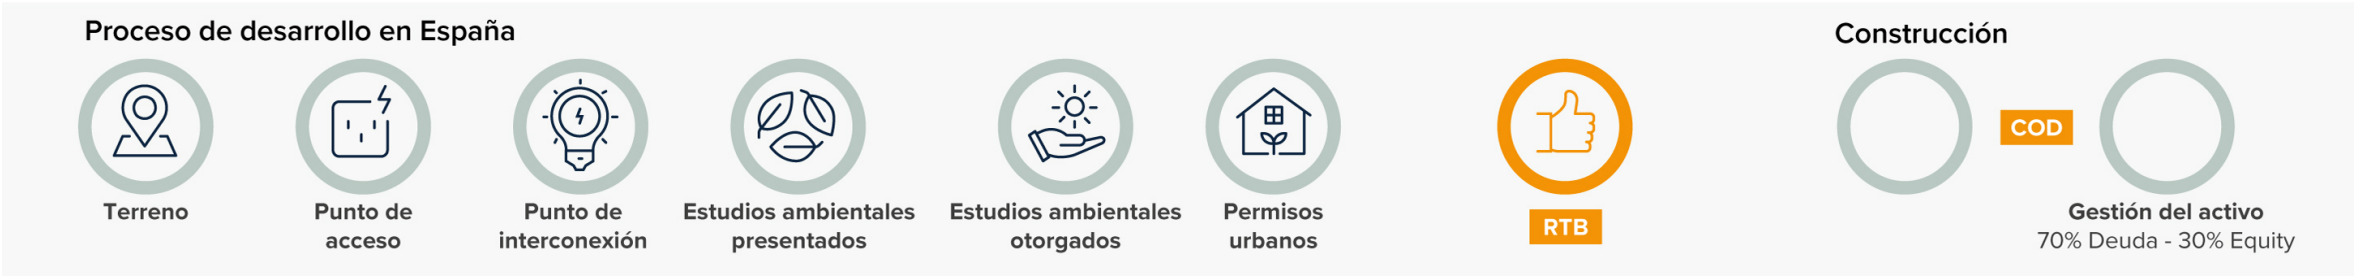 Proceso de desarrollo en España
Terreno
Punto de
acceso
Punto de
interconexión
Estudios ambientales
presentados
Estudios ambientales
otorgados
Permisos
urbanos
RTB
Construcción
COD
Gestión del activo
70% Deuda - 30% Equity